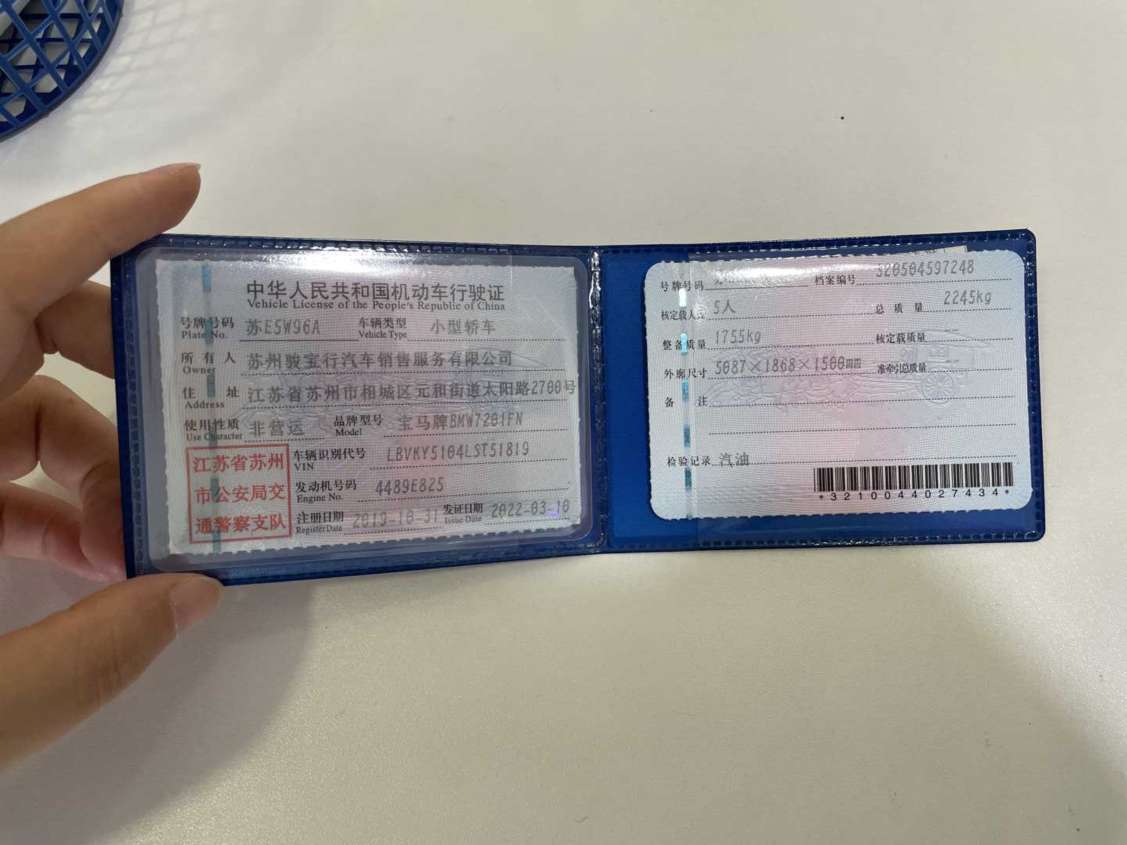 中华人民共和国机动车行驶证
Vehicle License of the People's Republic of China
号牌号码 苏E5W96A 车辆类型 小型轿车
Plate No. Vehicle Type
所有人 苏州骏宝行汽车销售服务有限公司
Owner
住址 江苏省苏州市相城区元和街道太阳路2700号
Address
使用性质 非营运 品牌型号 宝马牌BMW7201FN
Use Character Model
江苏省苏州
市公安局交
通警察支队
车辆识别代号 LBVKY5104LST51819
VIN
发动机号码 4489E825
Engine No.
注册日期 2019-10-31 发证日期 2022-03-10
Register Date Issue Date
号牌号码 档案编号 320504597248
核定载人数 5人 总质量 2245kg
整备质量 1755kg 核定载质量
外廓尺寸 5087×1868×1500mm 准牵引总质量
备注
检验记录 汽油
*3210044027434*